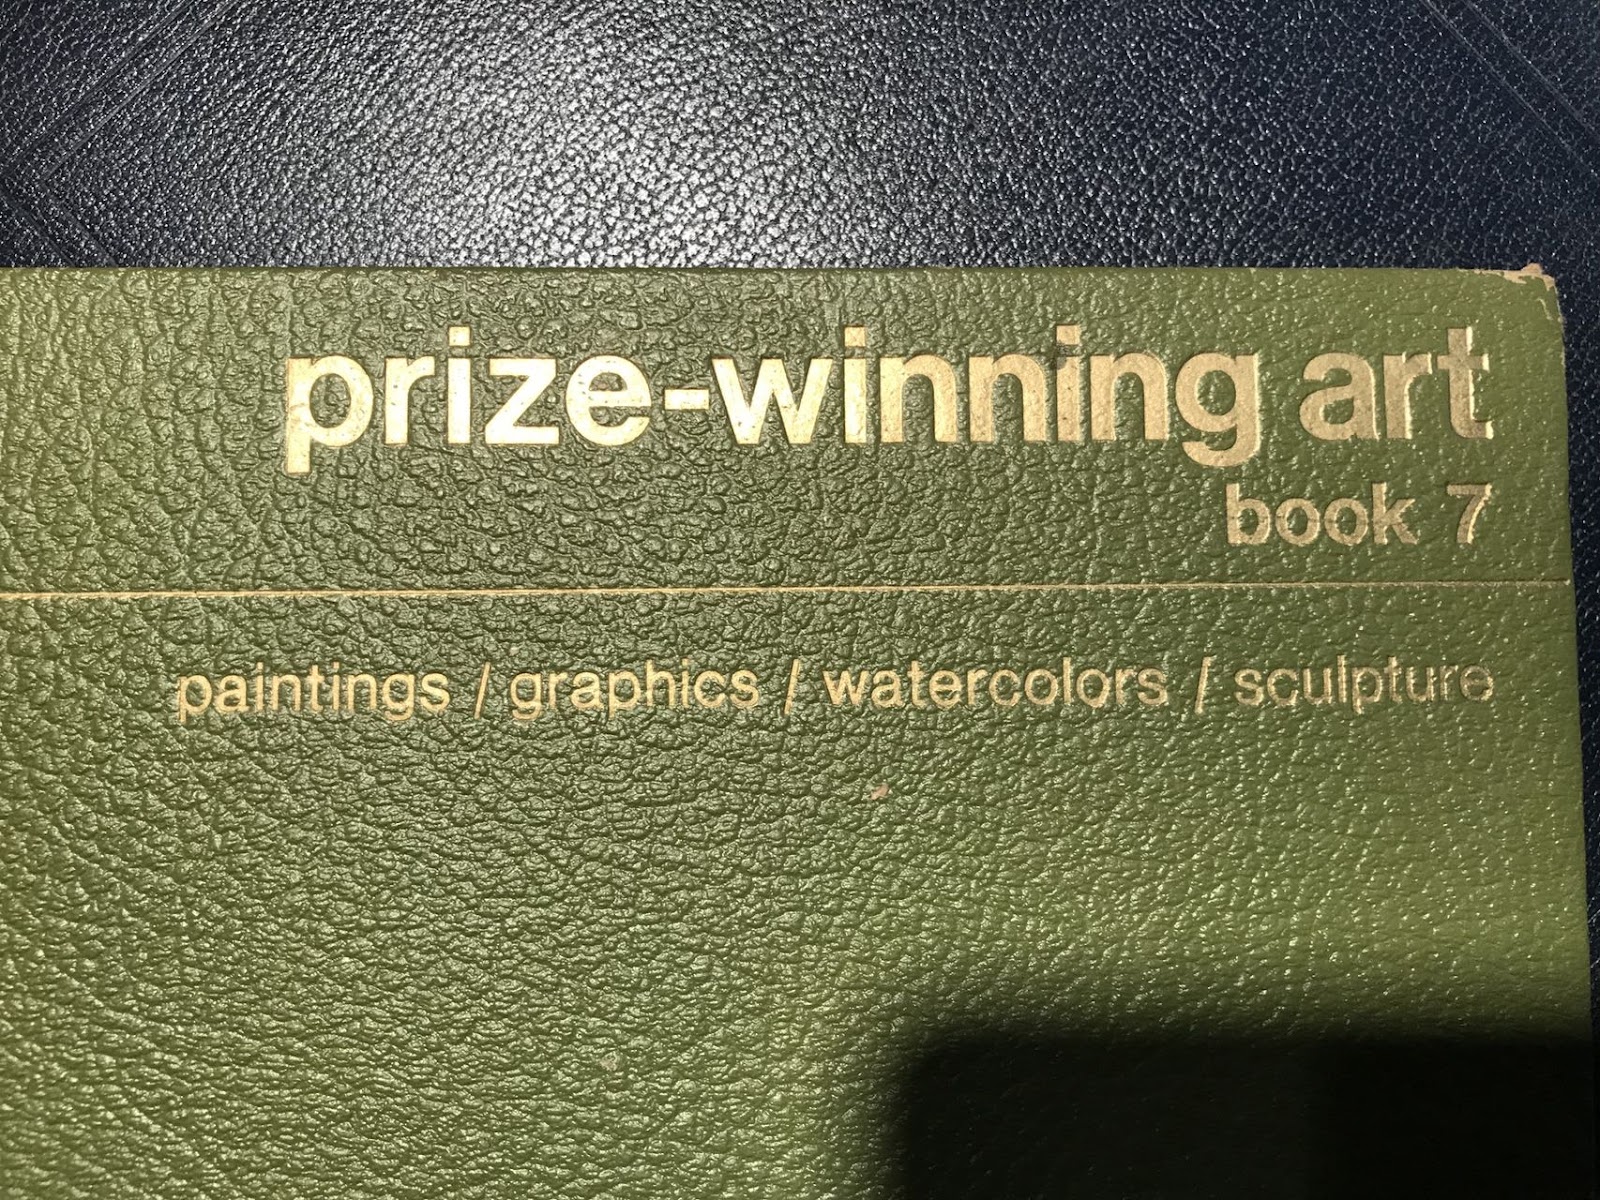 prize-winning art
book 7
paintings / graphics / watercolors / sculpture